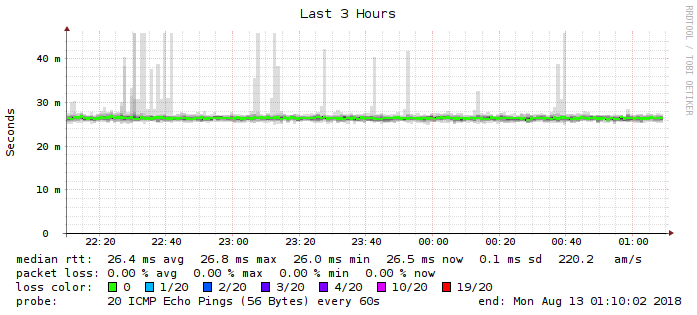 Last 3 Hours
RRDTOOL / TOBI OETIKER
Seconds
40 m
30 m
20 m
10 m
0
22:20 22:40 23:00 23:20 23:40 00:00 00:20 00:40 01:00
median rtt: 26.4 ms avg 26.8 ms max 26.0 ms min 26.5 ms now 0.1 ms sd 220.2 am/s
packet loss: 0.00 % avg 0.00 % max 0.00 % min 0.00 % now
loss color: 0 1/20 2/20 3/20 4/20 10/20 19/20
probe: 20 ICMP Echo Pings (56 Bytes) every 60s end: Mon Aug 13 01:10:02 2018